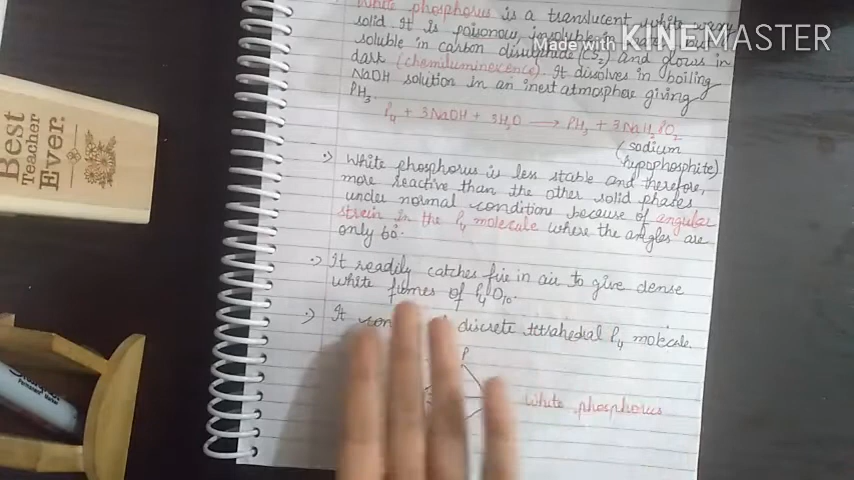 White phosphorus is a translucent white waxy
solid. It is poisonous, insoluble in water but
soluble in carbon disulphide (CS₂) and glows in
dark (chemiluminescence). It dissolves in boiling
NaOH solution in an inert atmosphere giving
PH₃.
P₄ + 3NaOH + 3H₂O → PH₃ + 3NaH₂PO₂
(sodium
hypophosphite)
White phosphorus is less stable and therefore,
more reactive than the other solid phases
under normal conditions because of angular
strain in the P₄ molecule where the angles are
only 60°.
It readily catches fire in air to give dense
white fumes of P₄O₁₀.
It discrete tetrahedral P₄ molecule.
P
White phosphorus
Made with KINEMASTER
Best
Teacher
Ever.